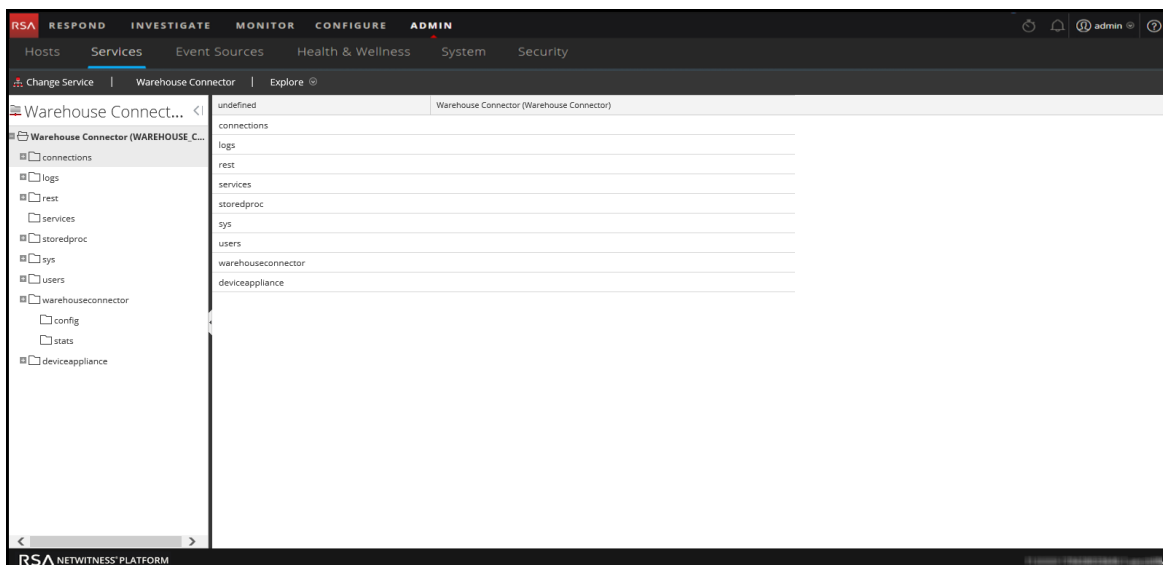 RSA RESPOND INVESTIGATE MONITOR CONFIGURE ADMIN admin
Hosts Services Event Sources Health & Wellness System Security
Change Service | Warehouse Connector | Explore
Warehouse Connect...
Warehouse Connector (WAREHOUSE_C...
connections
logs
rest
services
storedproc
sys
users
warehouseconnector
config
stats
deviceappliance
undefined Warehouse Connector (Warehouse Connector)
connections
logs
rest
services
storedproc
sys
users
warehouseconnector
deviceappliance
RSA NETWITNESS® PLATFORM